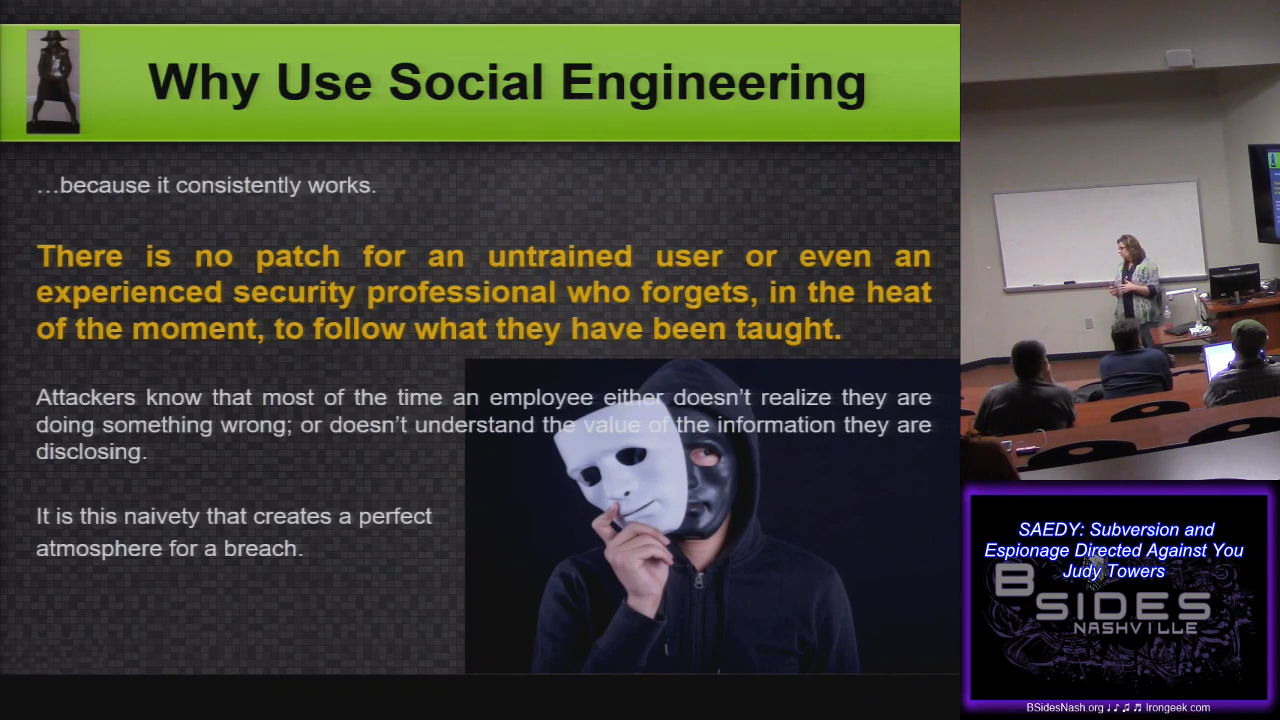 Why Use Social Engineering
…because it consistently works.
There is no patch for an untrained user or even an
experienced security professional who forgets, in the heat
of the moment, to follow what they have been taught.
Attackers know that most of the time an employee either doesn’t realize they are
doing something wrong; or doesn’t understand the value of the information they are
disclosing.
It is this naivety that creates a perfect
atmosphere for a breach.
SAEDY: Subversion and
Espionage Directed Against You
Judy Towers
BSIDES
NASHVILLE
BSidesNash.org ♩ ♪ ♫ ♬ Irongeek.com